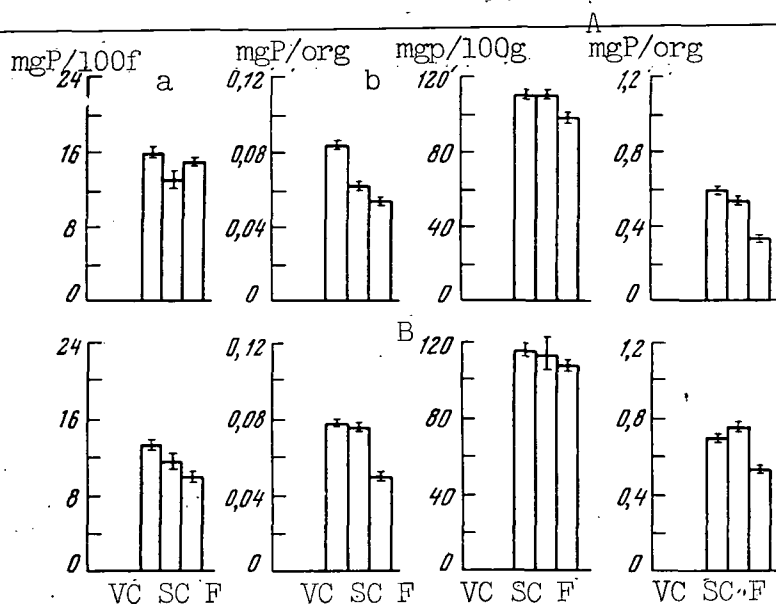 A
mgP/100f mgP/org mgp/100g mgP/org
a b
24 0,12 120 1,2
16 0,08 80 0,8
8 0,04 40 0,4
0 0 0 0
B
24 0,12 120 1,2
16 0,08 80 0,8
8 0,04 40 0,4
0 0 0 0
VC SC F VC SC F VC SC F VC SC F